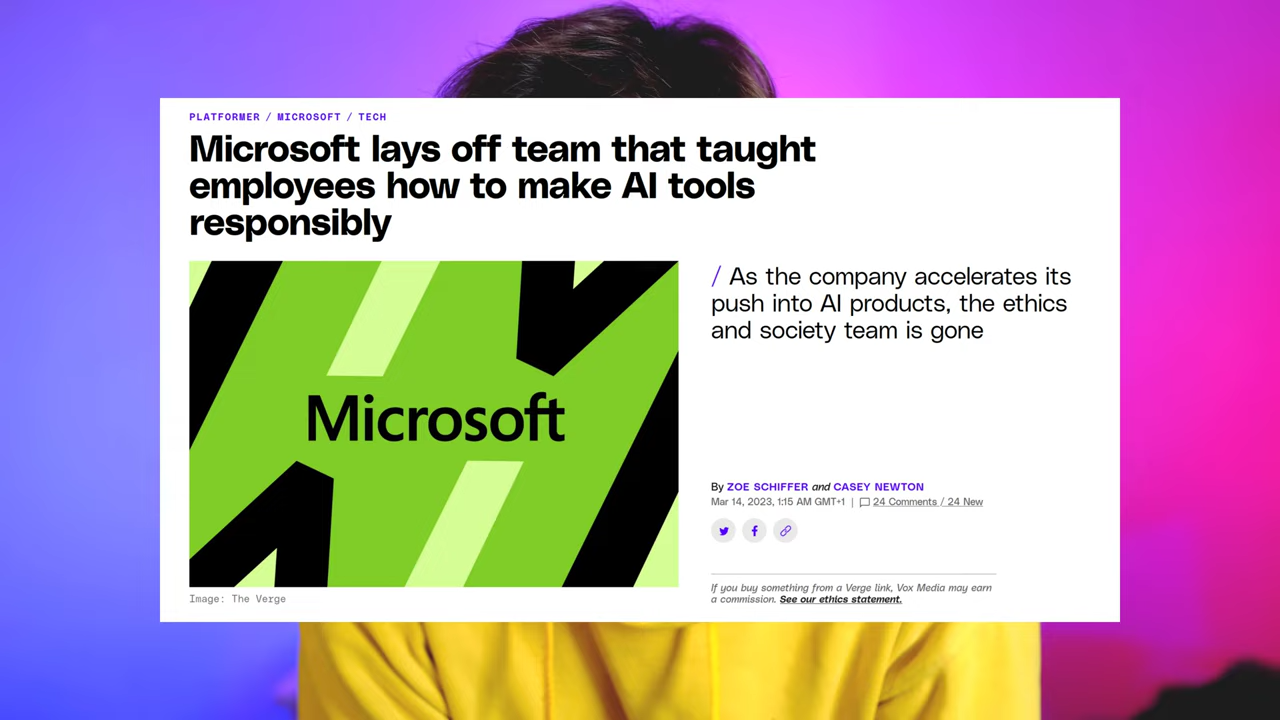 PLATFORMER / MICROSOFT / TECH
Microsoft lays off team that taught
employees how to make AI tools
responsibly
/ As the company accelerates its
push into AI products, the ethics
and society team is gone
Microsoft
By ZOE SCHIFFER and CASEY NEWTON
Mar 14, 2023, 1:15 AM GMT+1 | 24 Comments / 24 New
If you buy something from a Verge link, Vox Media may earn
a commission. See our ethics statement.
Image: The Verge